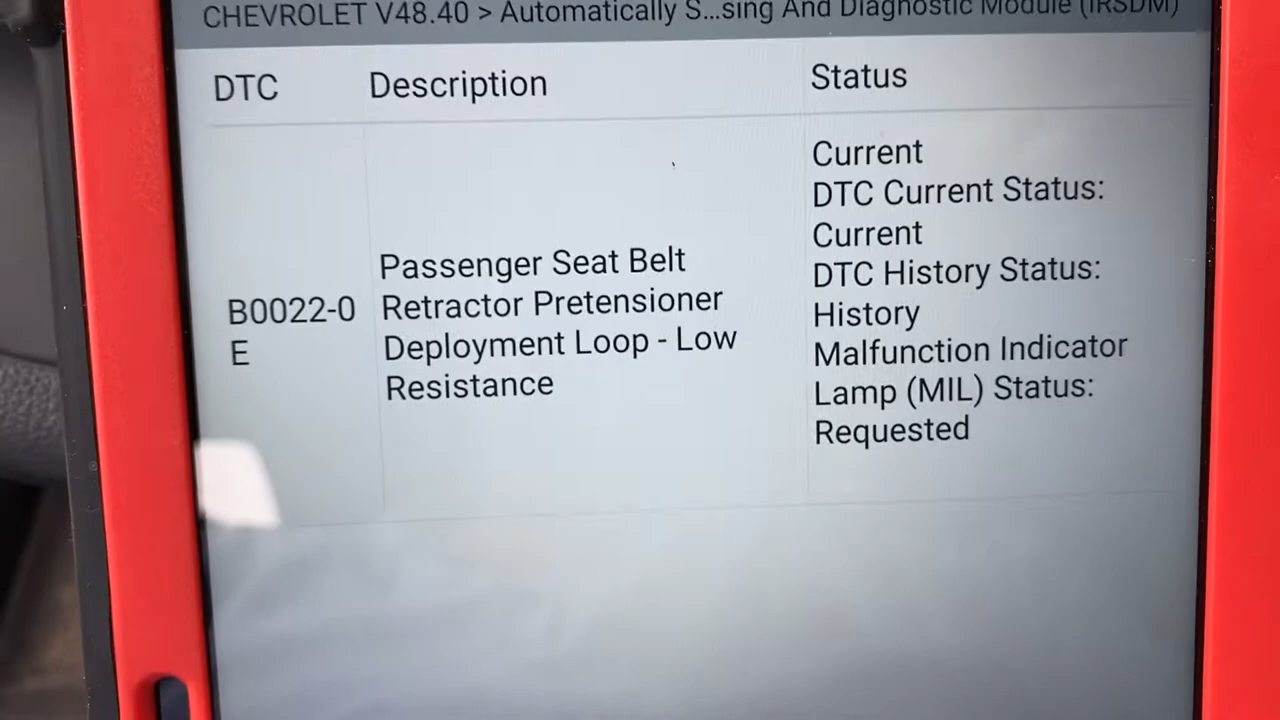 CHEVROLET V48.40 > Automatically S...sing And Diagnostic Module (IRSDM)
DTC Description Status
B0022-0
E
Passenger Seat Belt
Retractor Pretensioner
Deployment Loop - Low
Resistance
Current
DTC Current Status:
Current
DTC History Status:
History
Malfunction Indicator
Lamp (MIL) Status:
Requested